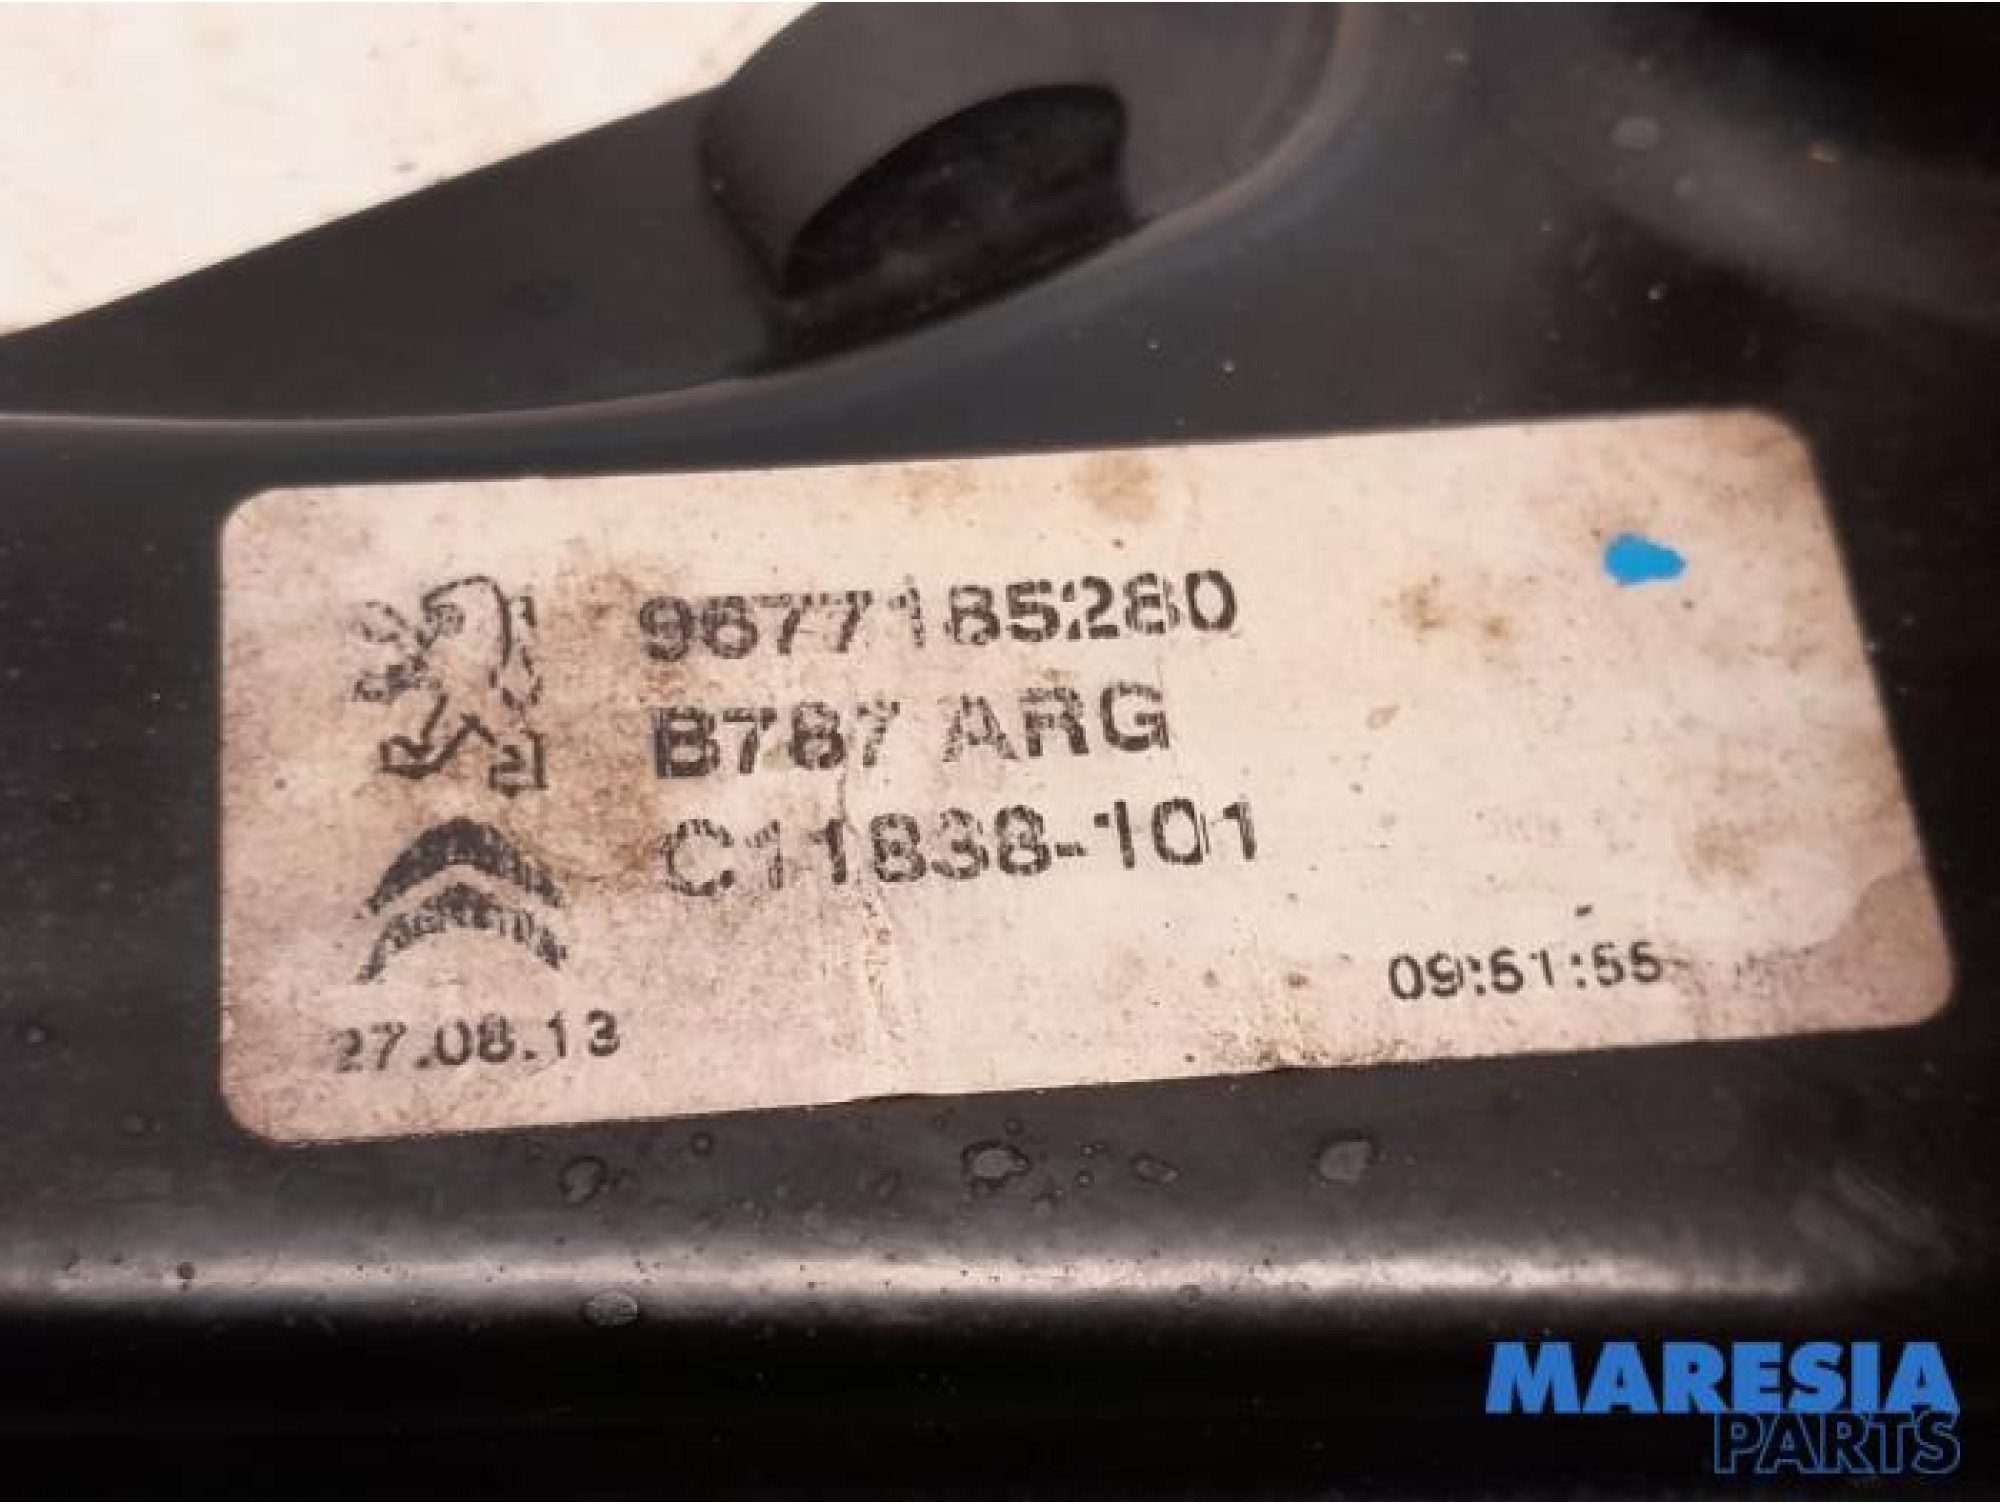 9677185280
B787 ARG
C11838-101
09:51:55
27.08.13
MARESIA
PARTS